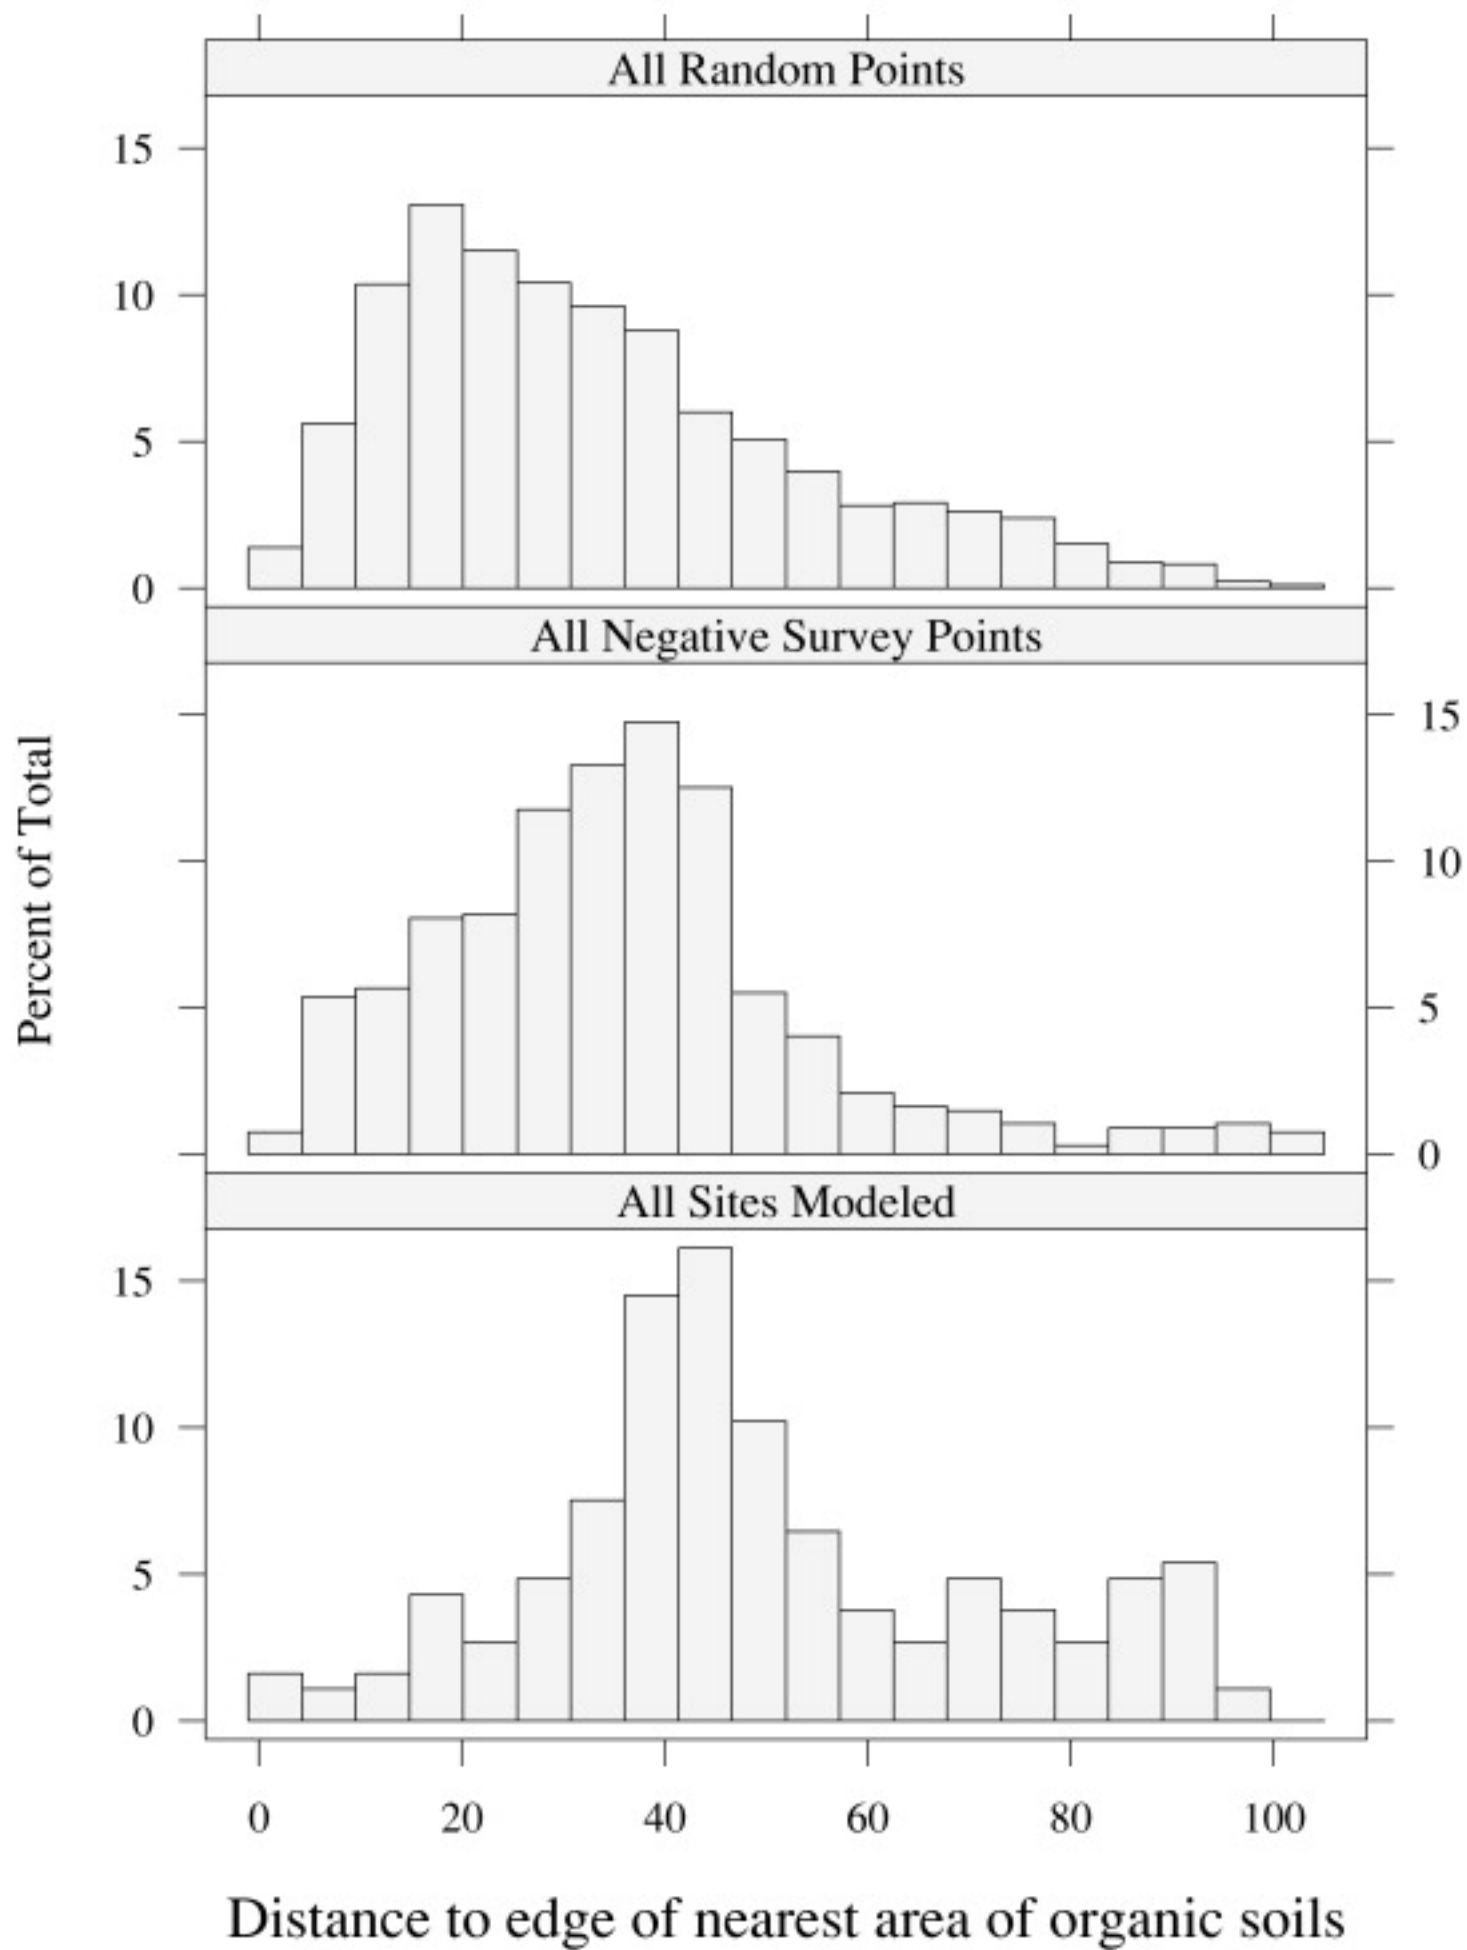 All Random Points
15
10
5
0
All Negative Survey Points
15
10
5
0
All Sites Modeled
15
10
5
0
0 20 40 60 80 100
Percent of Total
Distance to edge of nearest area of organic soils